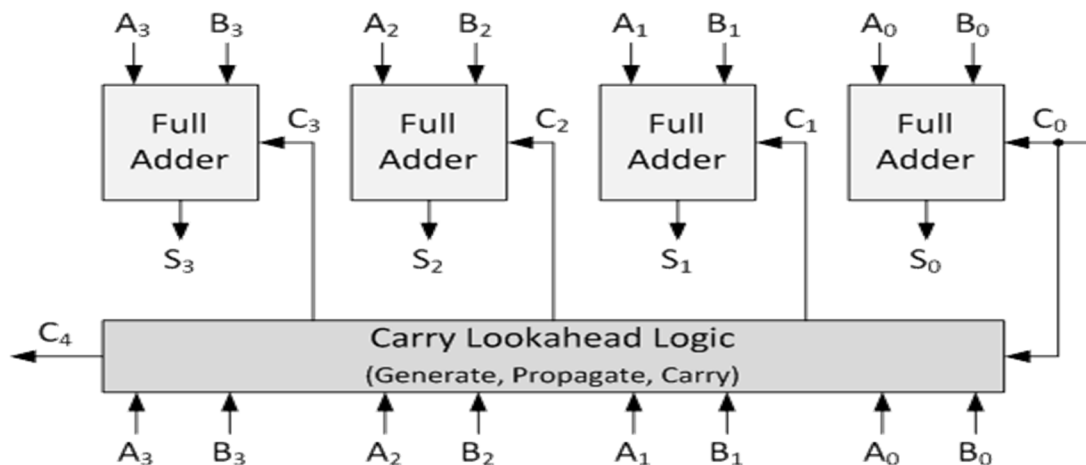 A₃ B₃ A₂ B₂ A₁ B₁ A₀ B₀
Full Adder C₃ Full Adder C₂ Full Adder C₁ Full Adder C₀
S₃ S₂ S₁ S₀
C₄ Carry Lookahead Logic
(Generate, Propagate, Carry)
A₃ B₃ A₂ B₂ A₁ B₁ A₀ B₀